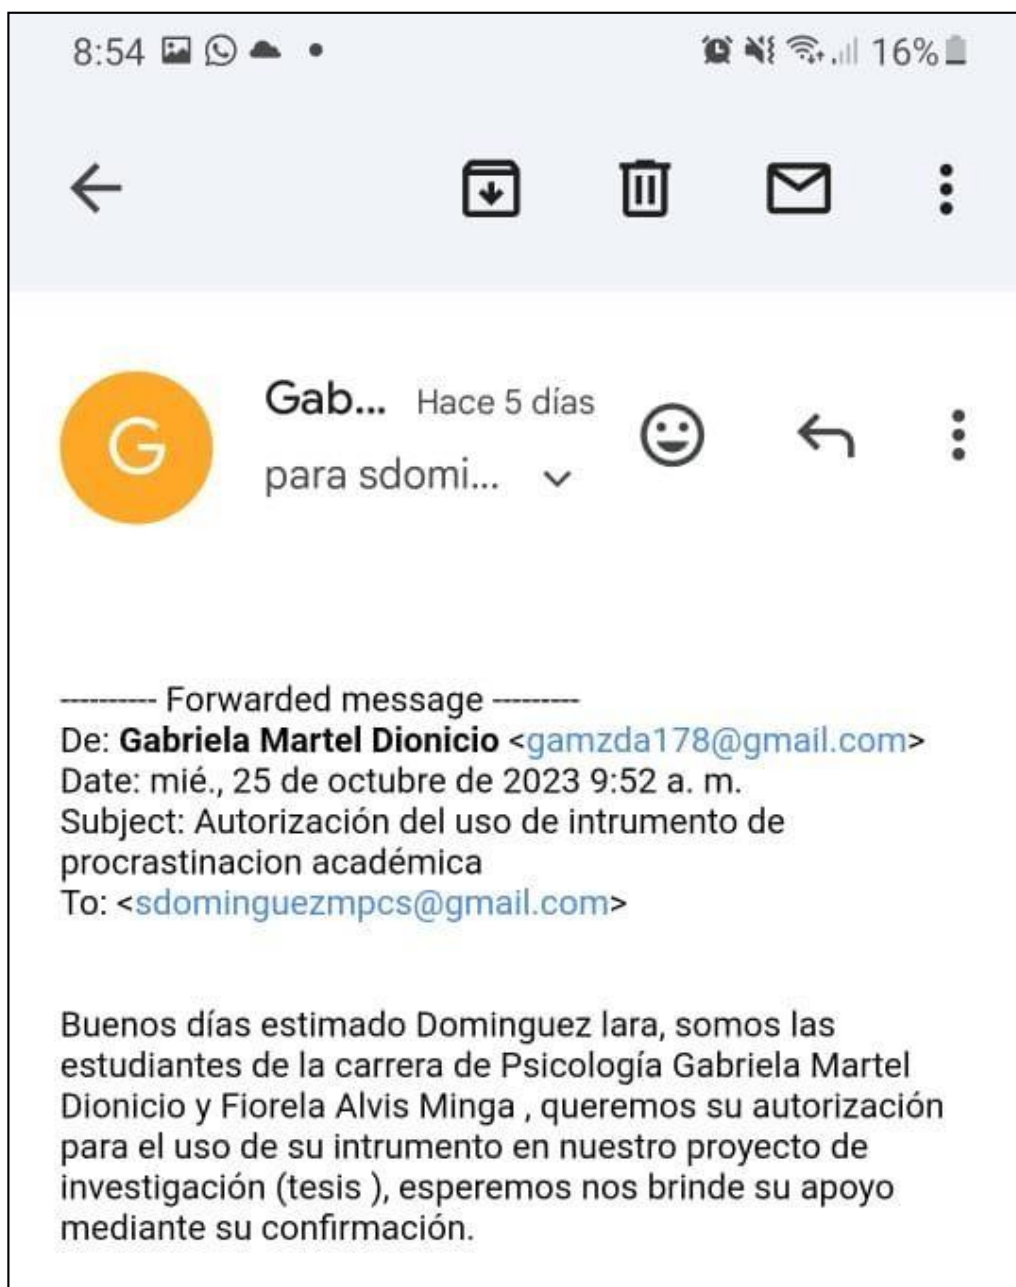 8:54
16%
G
Gab... Hace 5 días
para sdomi...
---------- Forwarded message ---------
De: Gabriela Martel Dionicio <gamzda178@gmail.com>
Date: mié., 25 de octubre de 2023 9:52 a. m.
Subject: Autorización del uso de intrumento de
procrastinacion académica
To: <sdominguezmpcs@gmail.com>
Buenos días estimado Dominguez lara, somos las
estudiantes de la carrera de Psicología Gabriela Martel
Dionicio y Fiorela Alvis Minga , queremos su autorización
para el uso de su intrumento en nuestro proyecto de
investigación (tesis ), esperemos nos brinde su apoyo
mediante su confirmación.